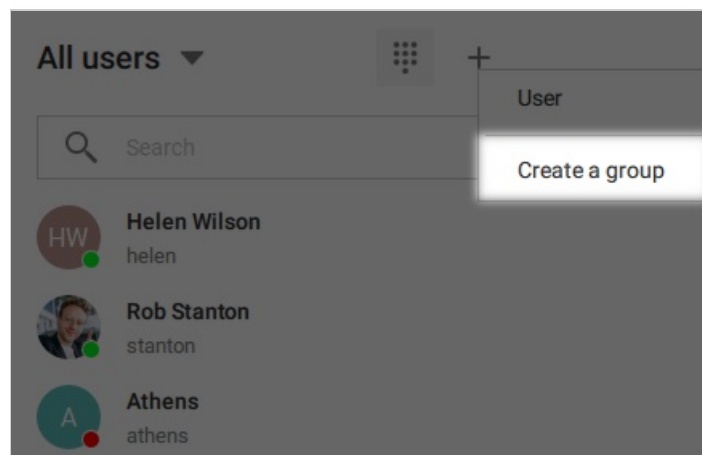 All users
User
Search
Create a group
HW
Helen Wilson
helen
Rob Stanton
stanton
A
Athens
athens